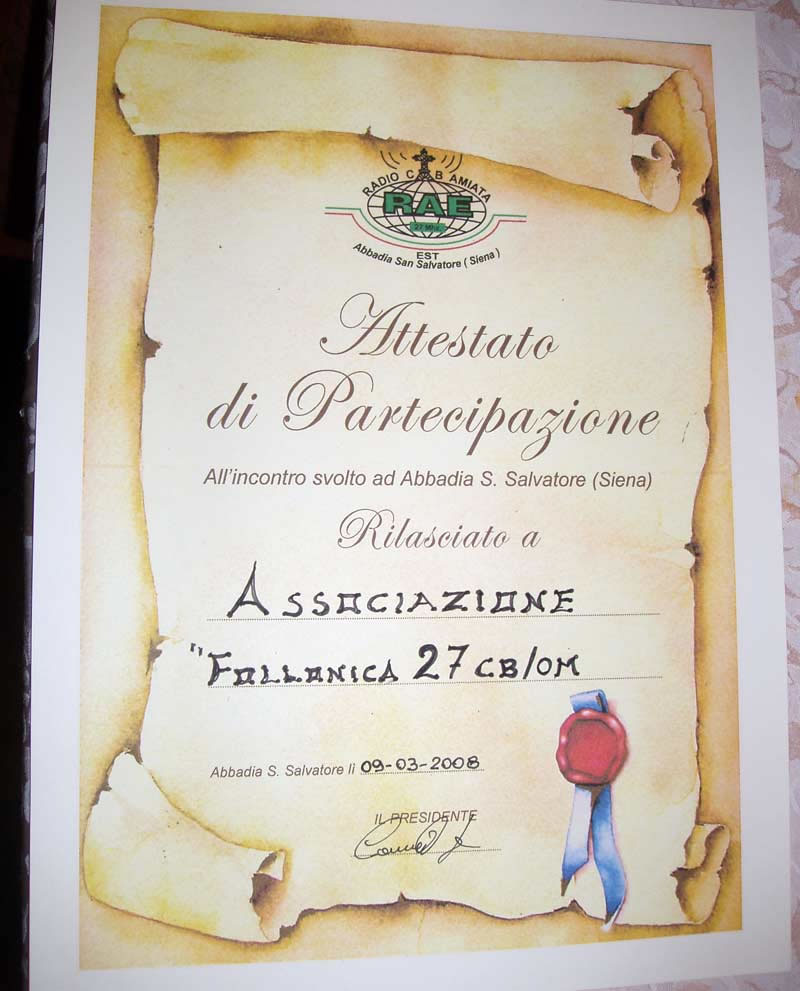 RADIO CB AMIATA
RAE
27 Mhz
EST
Abbadia San Salvatore ( Siena )
Attestato
di Partecipazione
All'incontro svolto ad Abbadia S. Salvatore (Siena)
Rilasciato a
ASSOCIAZIONE
"FOLLONICA 27 CB/OM
Abbadia S. Salvatore lì 09-03-2008
IL PRESIDENTE